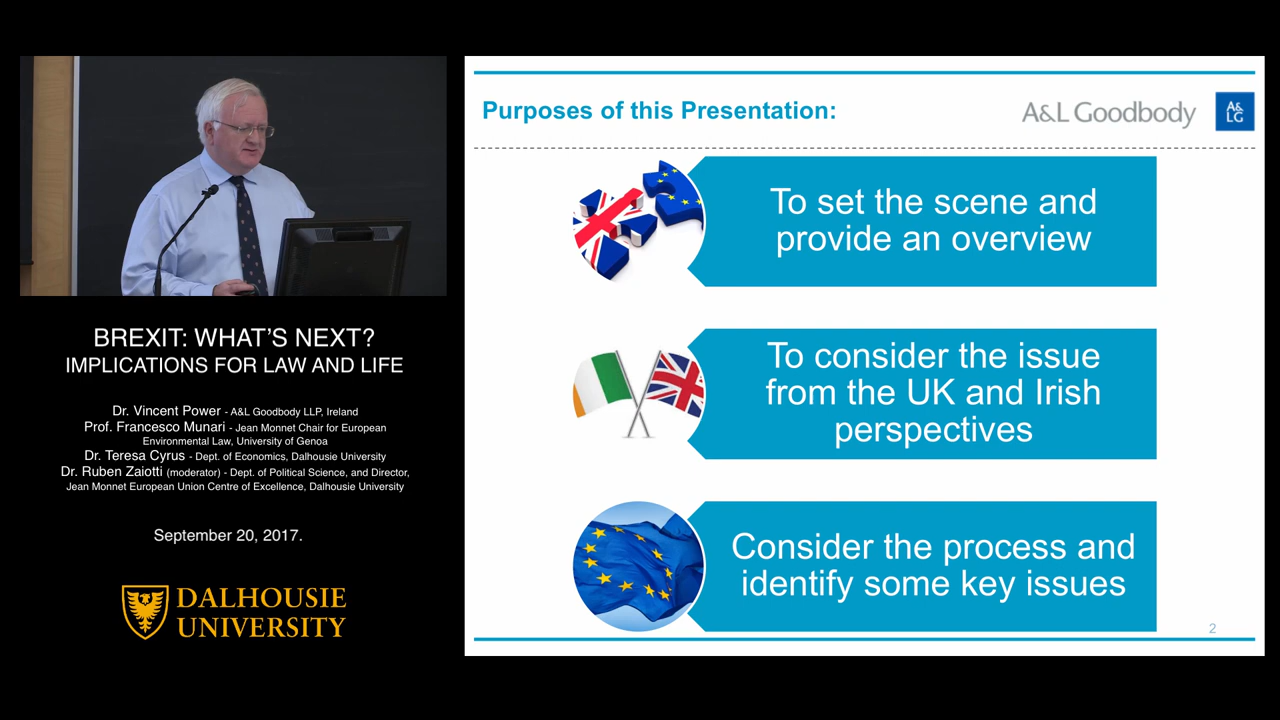 BREXIT: WHAT'S NEXT?
IMPLICATIONS FOR LAW AND LIFE
Dr. Vincent Power - A&L Goodbody LLP, Ireland
Prof. Francesco Munari - Jean Monnet Chair for European
Environmental Law, University of Genoa
Dr. Teresa Cyrus - Dept. of Economics, Dalhousie University
Dr. Ruben Zaiotti (moderator) - Dept. of Political Science, and Director,
Jean Monnet European Union Centre of Excellence, Dalhousie University
September 20, 2017.
DALHOUSIE
UNIVERSITY
Purposes of this Presentation:
A&L Goodbody
A&
LG
To set the scene and
provide an overview
To consider the issue
from the UK and Irish
perspectives
Consider the process and
identify some key issues
2